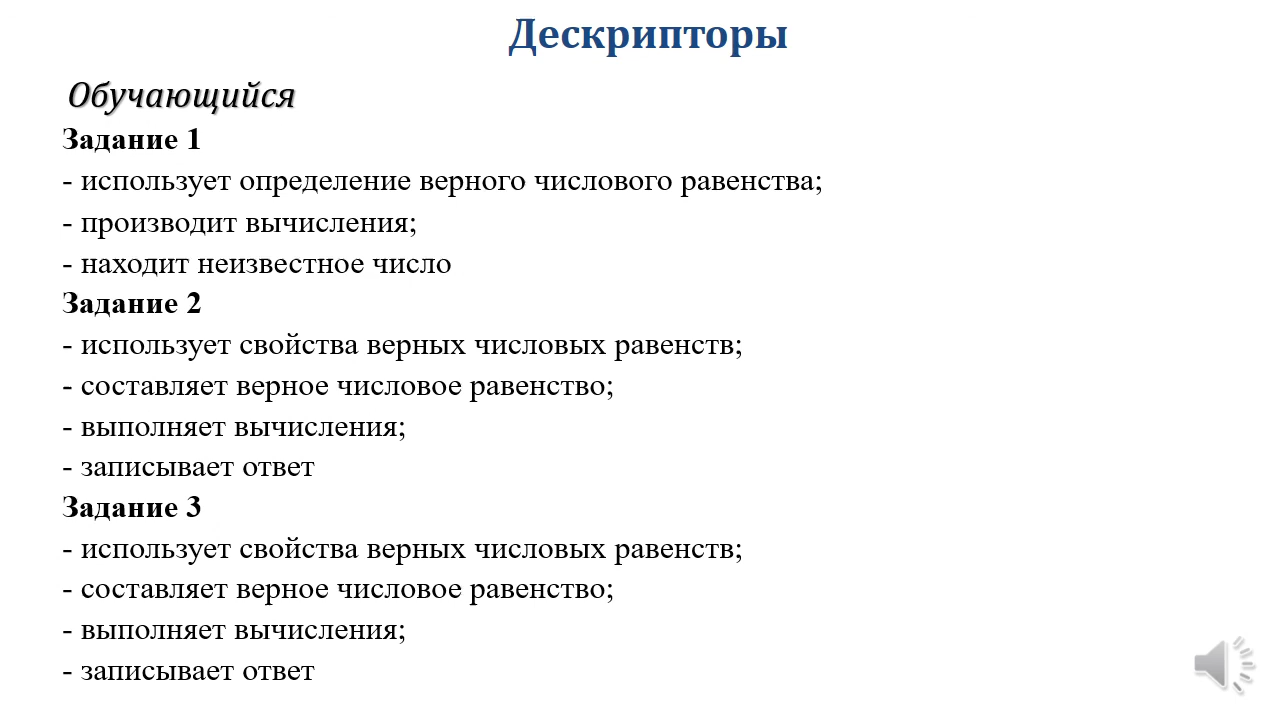 Дескрипторы
Обучающийся
Задание 1
- использует определение верного числового равенства;
- производит вычисления;
- находит неизвестное число
Задание 2
- использует свойства верных числовых равенств;
- составляет верное числовое равенство;
- выполняет вычисления;
- записывает ответ
Задание 3
- использует свойства верных числовых равенств;
- составляет верное числовое равенство;
- выполняет вычисления;
- записывает ответ